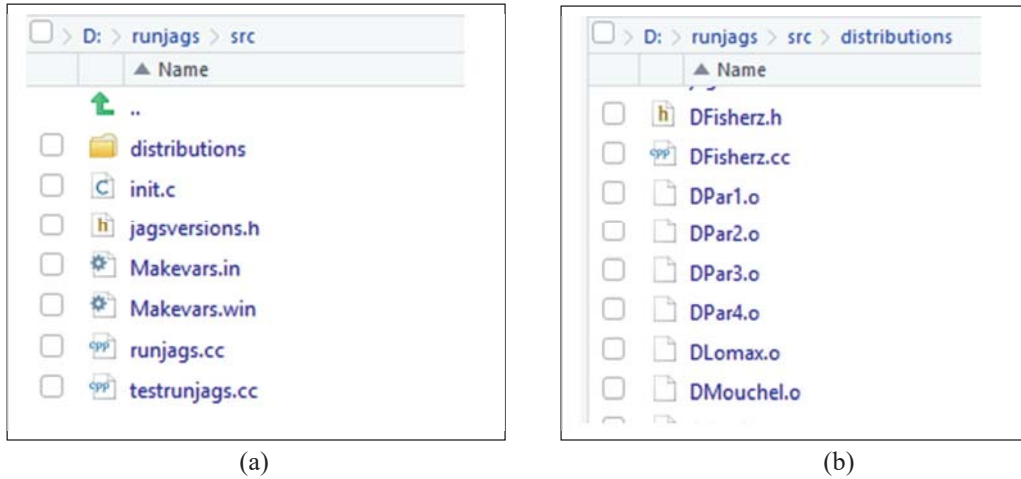 D: > runjags > src
Name
..
distributions
init.c
jagsversions.h
Makevars.in
Makevars.win
runjags.cc
testrunjags.cc
(a)
D: > runjags > src > distributions
Name
DFisherz.h
DFisherz.cc
DPar1.o
DPar2.o
DPar3.o
DPar4.o
DLomax.o
DMouchel.o
(b)